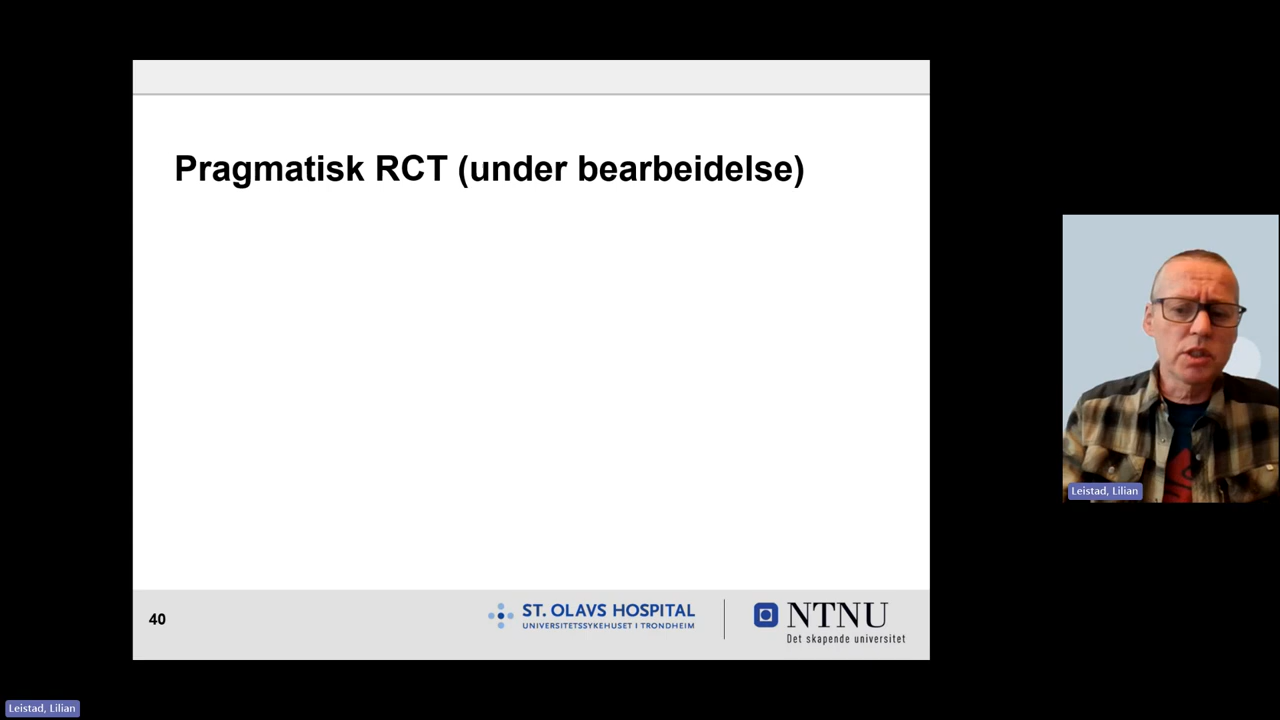 Pragmatisk RCT (under bearbeidelse)
40
ST. OLAVS HOSPITAL
UNIVERSITETSSYKEHUSET I TRONDHEIM
NTNU
Det skapende universitet
Leistad, Lilian
Leistad, Lilian